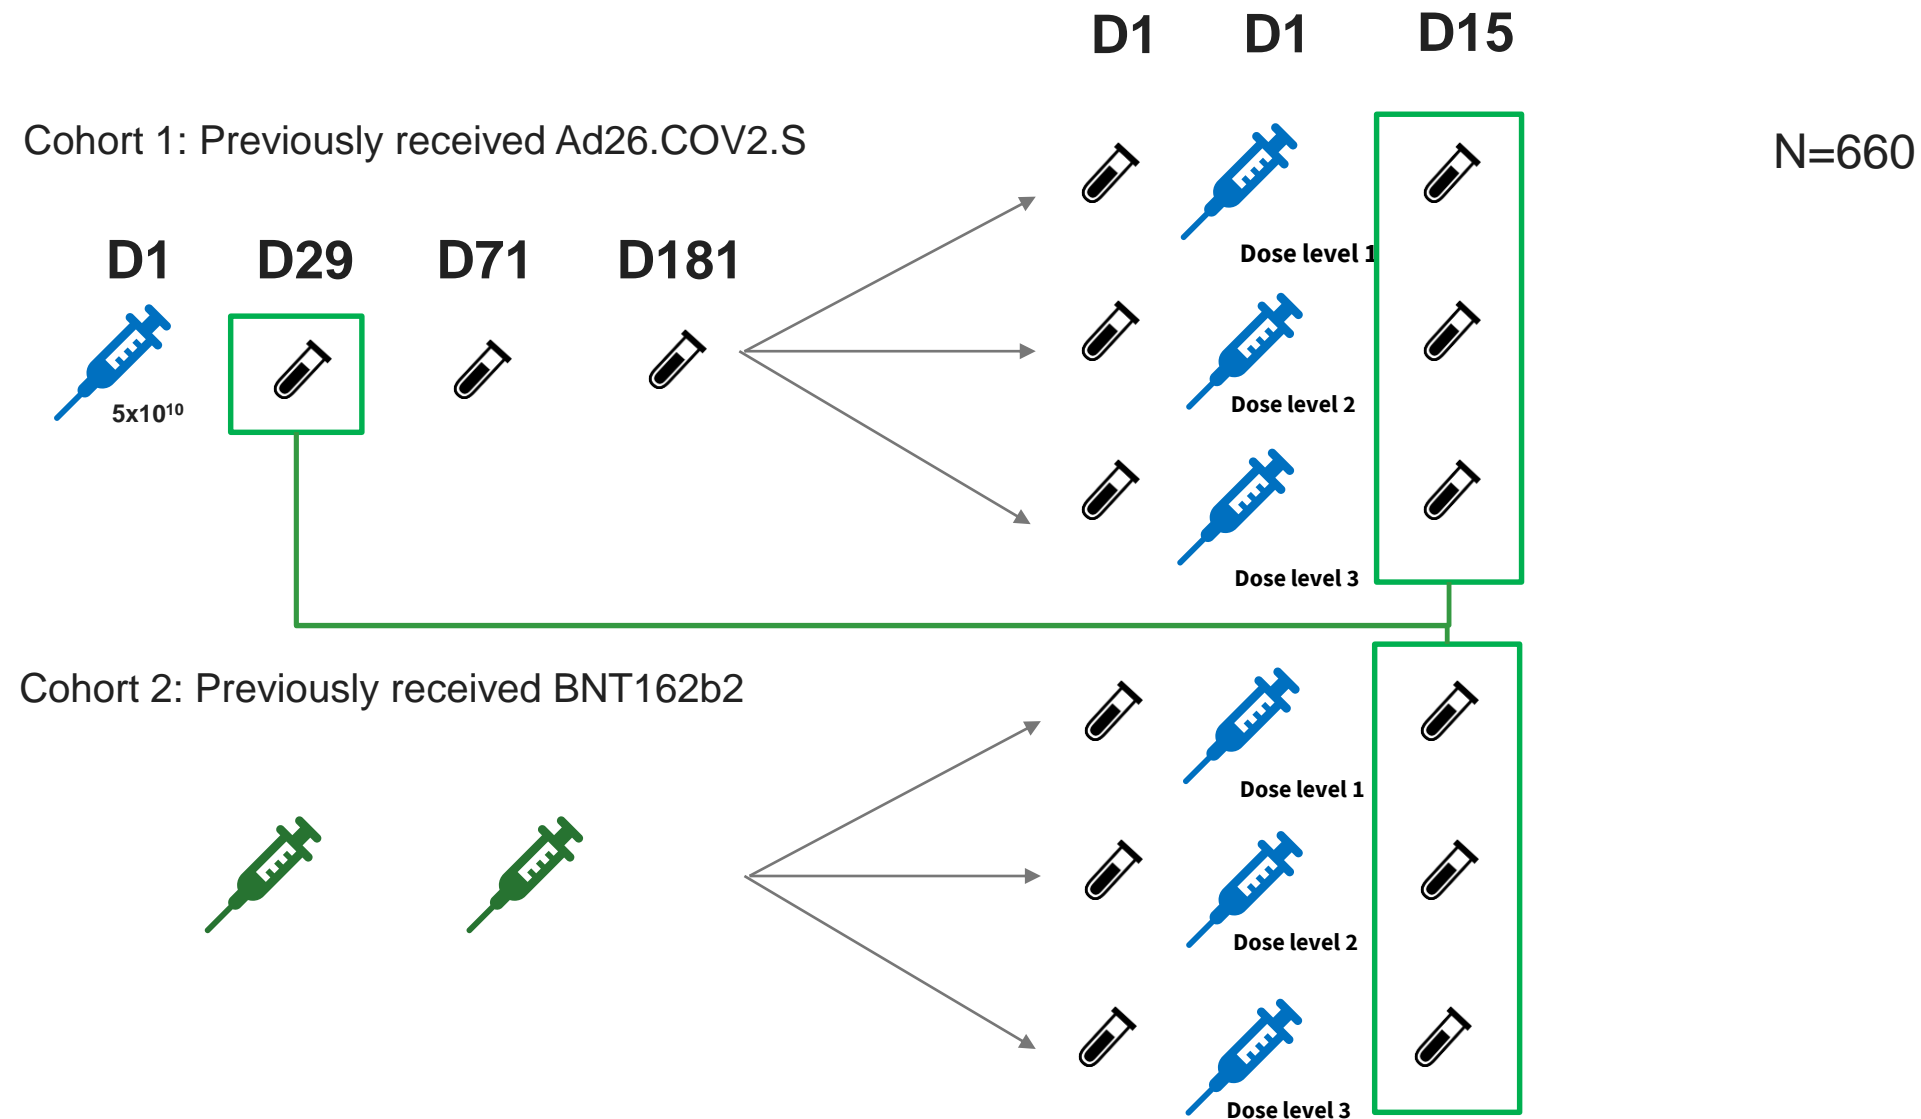 D1 D1 D15
Cohort 1: Previously received Ad26.COV2.S
N=660
D1 D29 D71 D181
5x10¹⁰
Dose level 1
Dose level 2
Dose level 3
Cohort 2: Previously received BNT162b2
Dose level 1
Dose level 2
Dose level 3